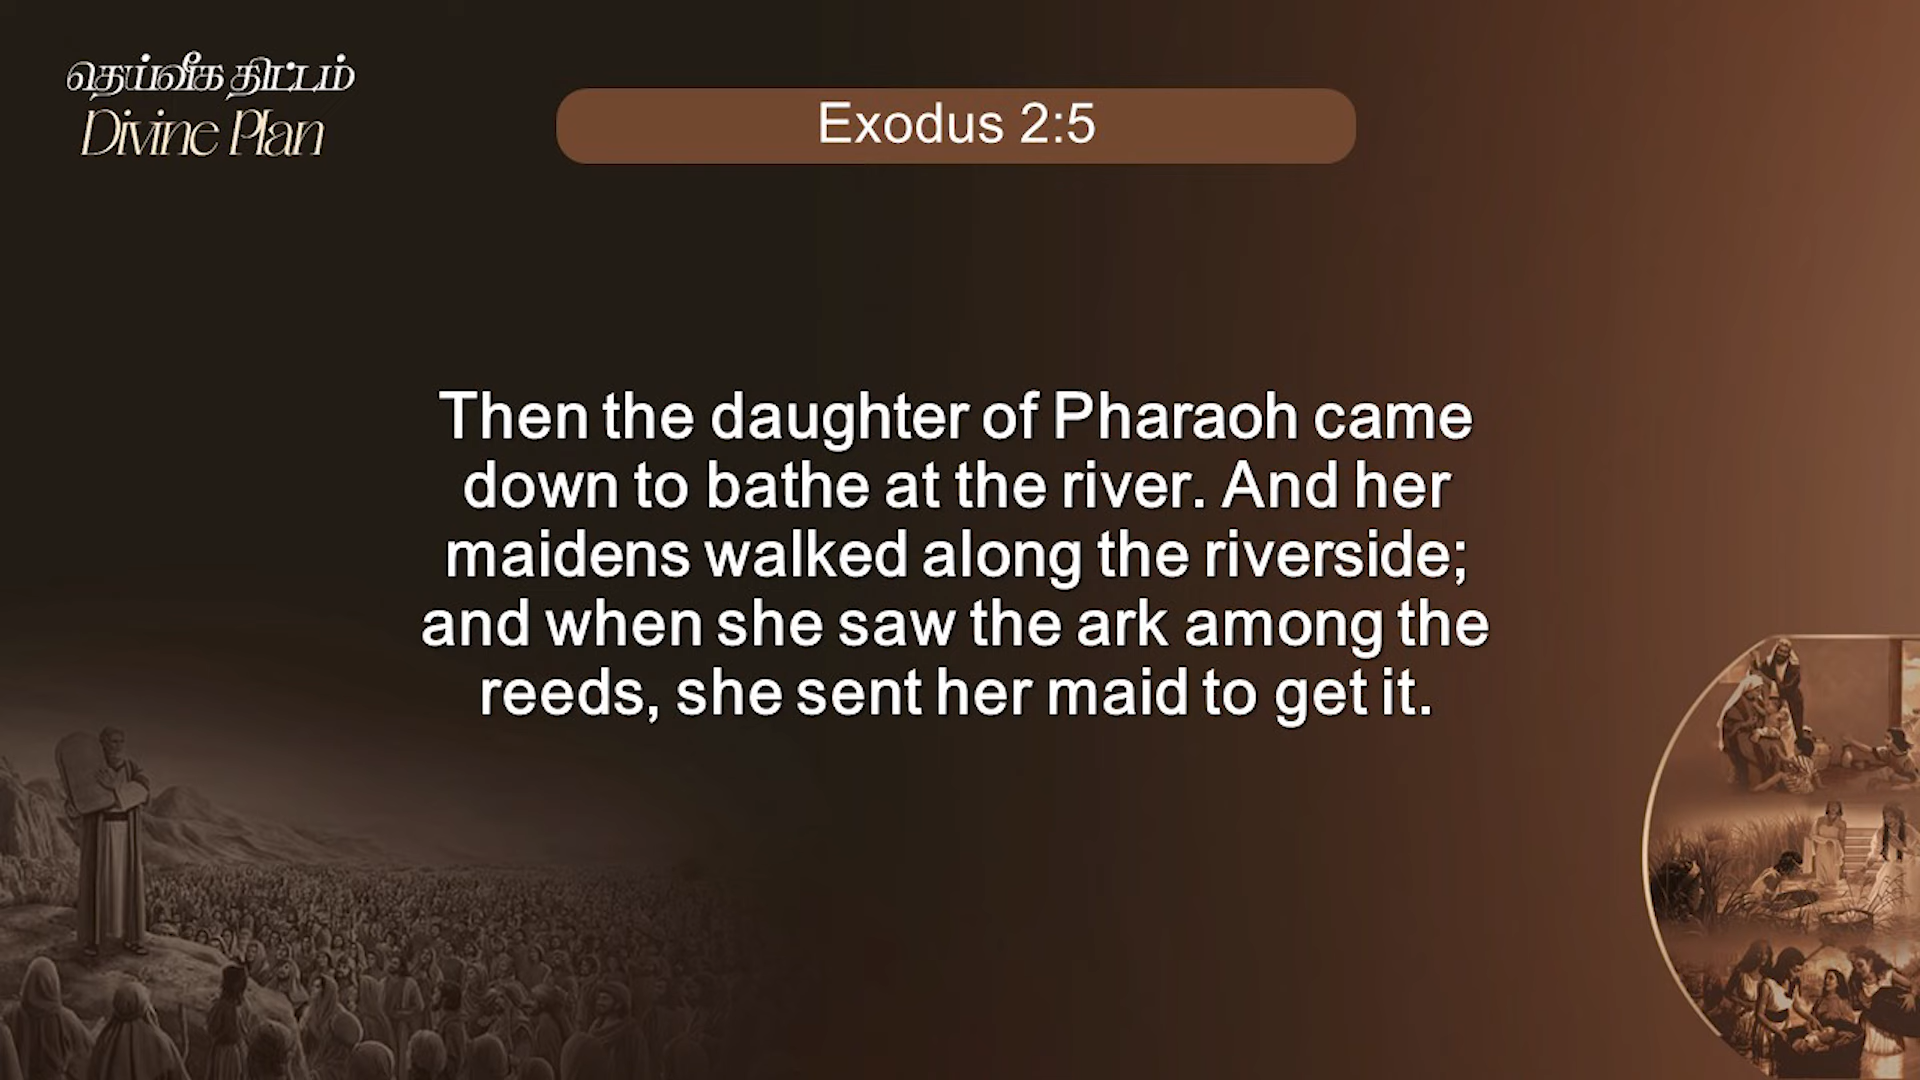 தெய்வீக திட்டம்
Divine Plan
Exodus 2:5
Then the daughter of Pharaoh came
down to bathe at the river. And her
maidens walked along the riverside;
and when she saw the ark among the
reeds, she sent her maid to get it.